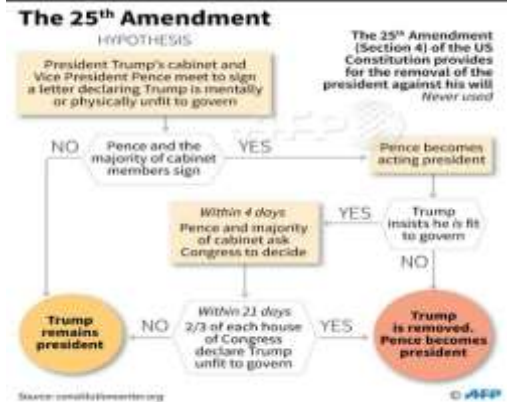 The 25th Amendment
HYPOTHESIS
President Trump's cabinet and
Vice President Pence meet to sign
a letter declaring Trump is mentally
or physically unfit to govern
The 25th Amendment
(Section 4) of the US
Constitution provides
for the removal of the
president against his will
Never used
NO
Pence and the
majority of cabinet
members sign
YES
Pence becomes
acting president
Within 4 days
Pence and majority
of cabinet ask
Congress to decide
YES
Trump
insists he is fit
to govern
NO
Trump
remains
president
NO
Within 21 days
2/3 of each house
of Congress
declare Trump
unfit to govern
YES
Trump
is removed.
Pence becomes
president
Source: constitutioncenter.org
© AFP